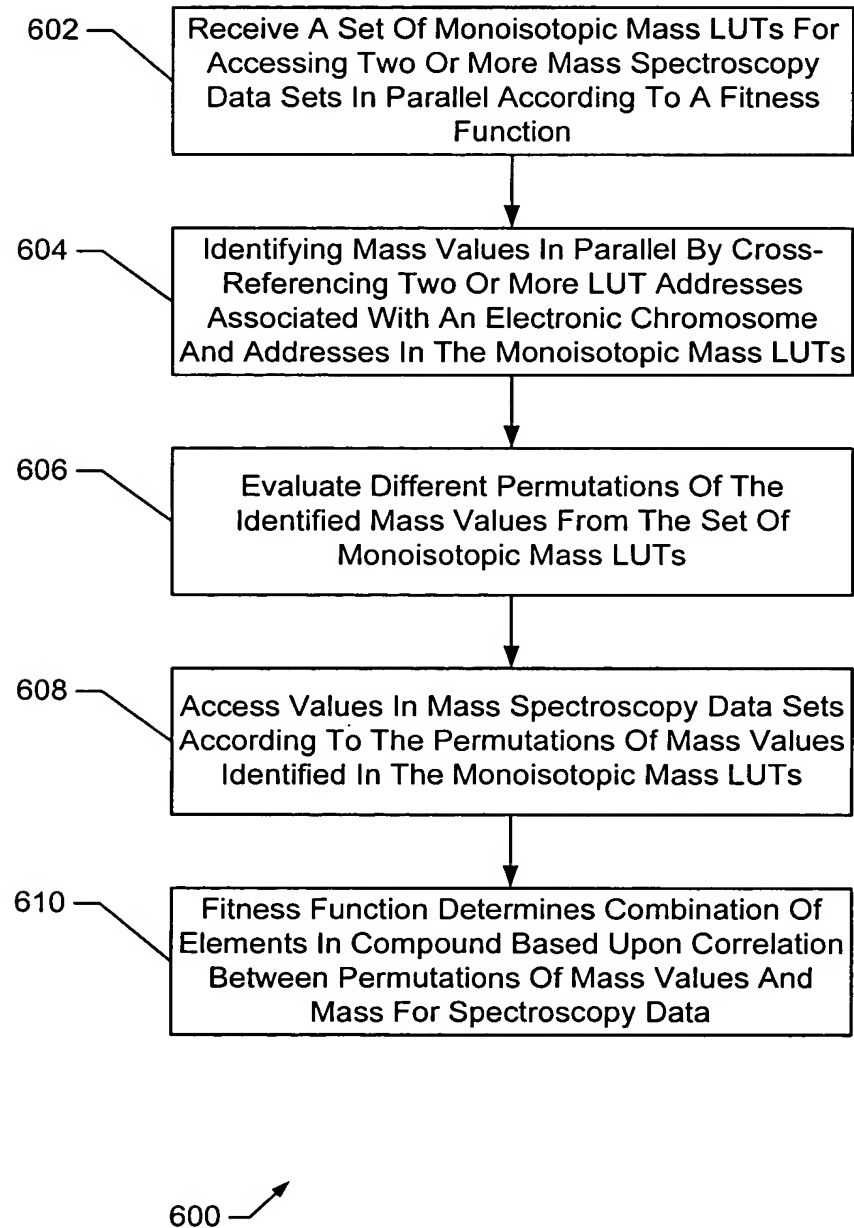 602
Receive A Set Of Monoisotopic Mass LUTs For
Accessing Two Or More Mass Spectroscopy
Data Sets In Parallel According To A Fitness
Function
604
Identifying Mass Values In Parallel By Cross-
Referencing Two Or More LUT Addresses
Associated With An Electronic Chromosome
And Addresses In The Monoisotopic Mass LUTs
606
Evaluate Different Permutations Of The
Identified Mass Values From The Set Of
Monoisotopic Mass LUTs
608
Access Values In Mass Spectroscopy Data Sets
According To The Permutations Of Mass Values
Identified In The Monoisotopic Mass LUTs
610
Fitness Function Determines Combination Of
Elements In Compound Based Upon Correlation
Between Permutations Of Mass Values And
Mass For Spectroscopy Data
600